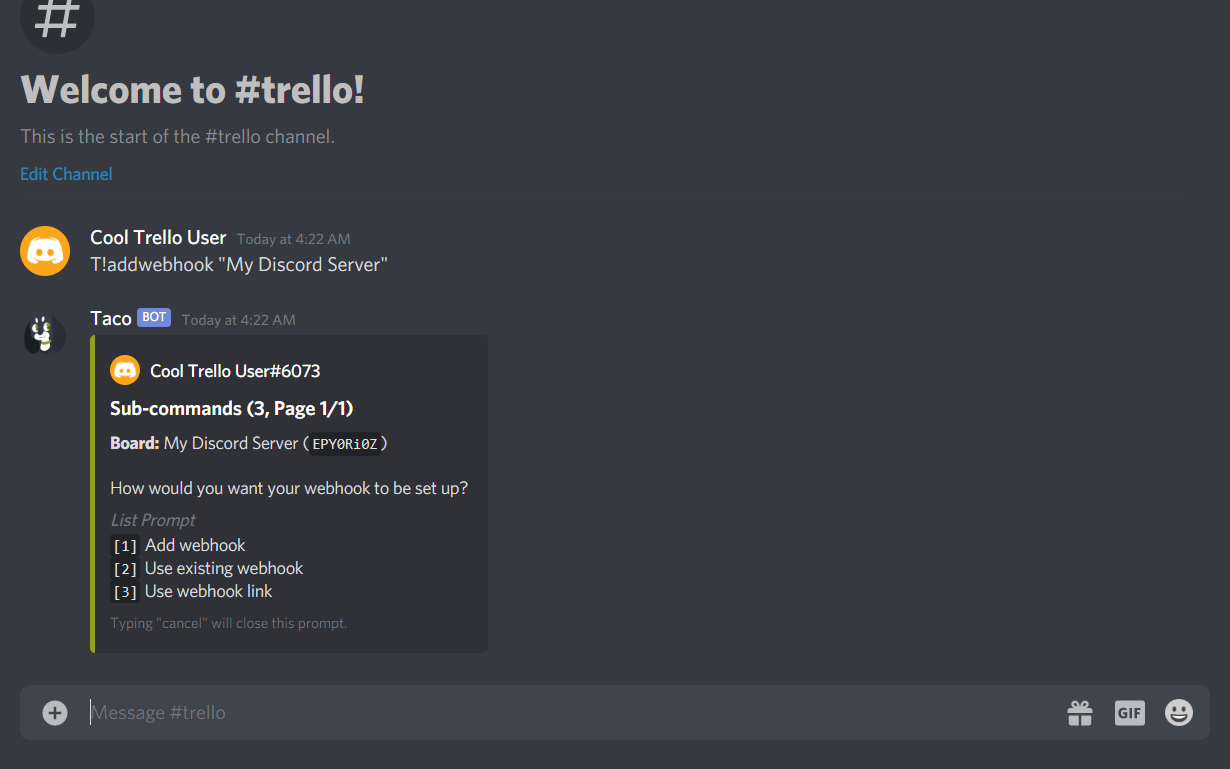 #
Welcome to #trello!
This is the start of the #trello channel.
Edit Channel
Cool Trello User Today at 4:22 AM
T!addwebhook "My Discord Server"
Taco BOT Today at 4:22 AM
Cool Trello User#6073
Sub-commands (3, Page 1/1)
Board: My Discord Server (EPY0Ri0Z)
How would you want your webhook to be set up?
List Prompt
[1] Add webhook
[2] Use existing webhook
[3] Use webhook link
Typing "cancel" will close this prompt.
Message #trello
GIF